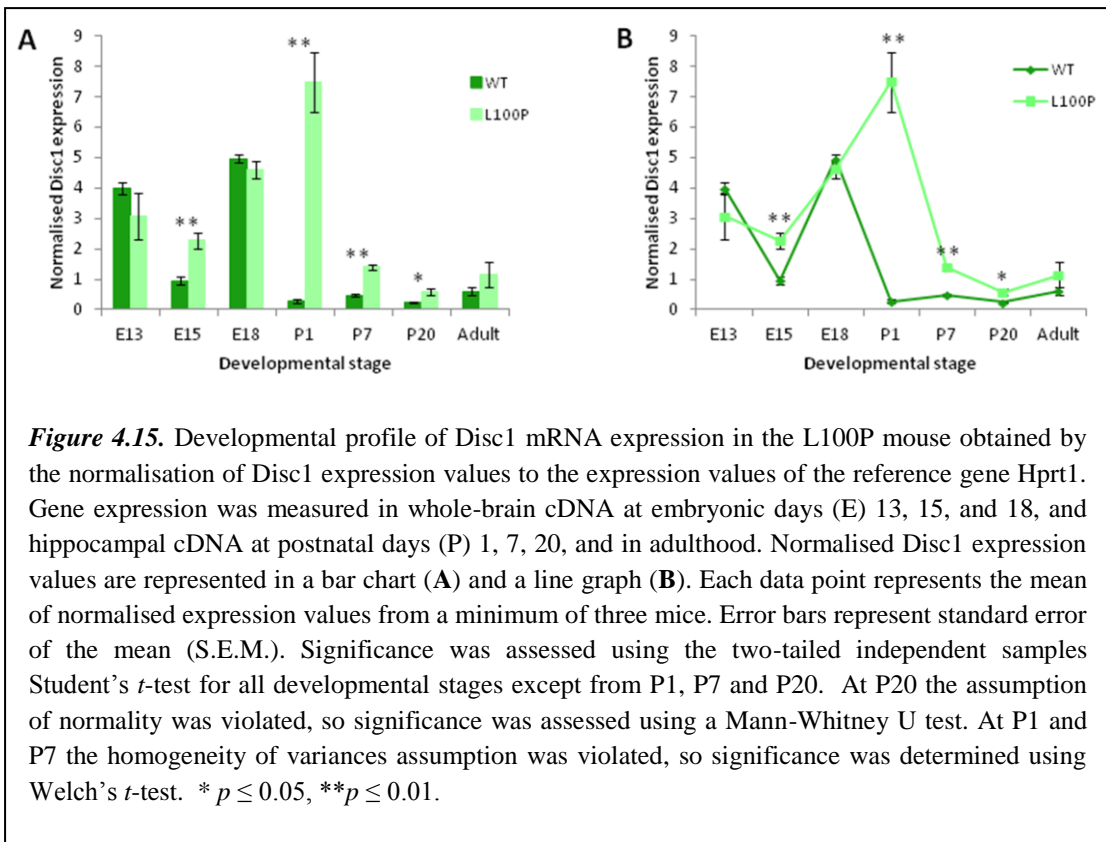 A
B
Normalised Disc1 expression
9
8
7
6
5
4
3
2
1
0
**
**
**
*
WT
L100P
E13 E15 E18 P1 P7 P20 Adult
Developmental stage
Normalised Disc1 expression
9
8
7
6
5
4
3
2
1
0
**
**
**
*
WT
L100P
E13 E15 E18 P1 P7 P20 Adult
Developmental stage
Figure 4.15. Developmental profile of Disc1 mRNA expression in the L100P mouse obtained by
the normalisation of Disc1 expression values to the expression values of the reference gene Hprt1.
Gene expression was measured in whole-brain cDNA at embryonic days (E) 13, 15, and 18, and
hippocampal cDNA at postnatal days (P) 1, 7, 20, and in adulthood. Normalised Disc1 expression
values are represented in a bar chart (A) and a line graph (B). Each data point represents the mean
of normalised expression values from a minimum of three mice. Error bars represent standard error
of the mean (S.E.M.). Significance was assessed using the two-tailed independent samples
Student's t-test for all developmental stages except from P1, P7 and P20. At P20 the assumption
of normality was violated, so significance was assessed using a Mann-Whitney U test. At P1 and
P7 the homogeneity of variances assumption was violated, so significance was determined using
Welch's t-test. * p ≤ 0.05, **p ≤ 0.01.